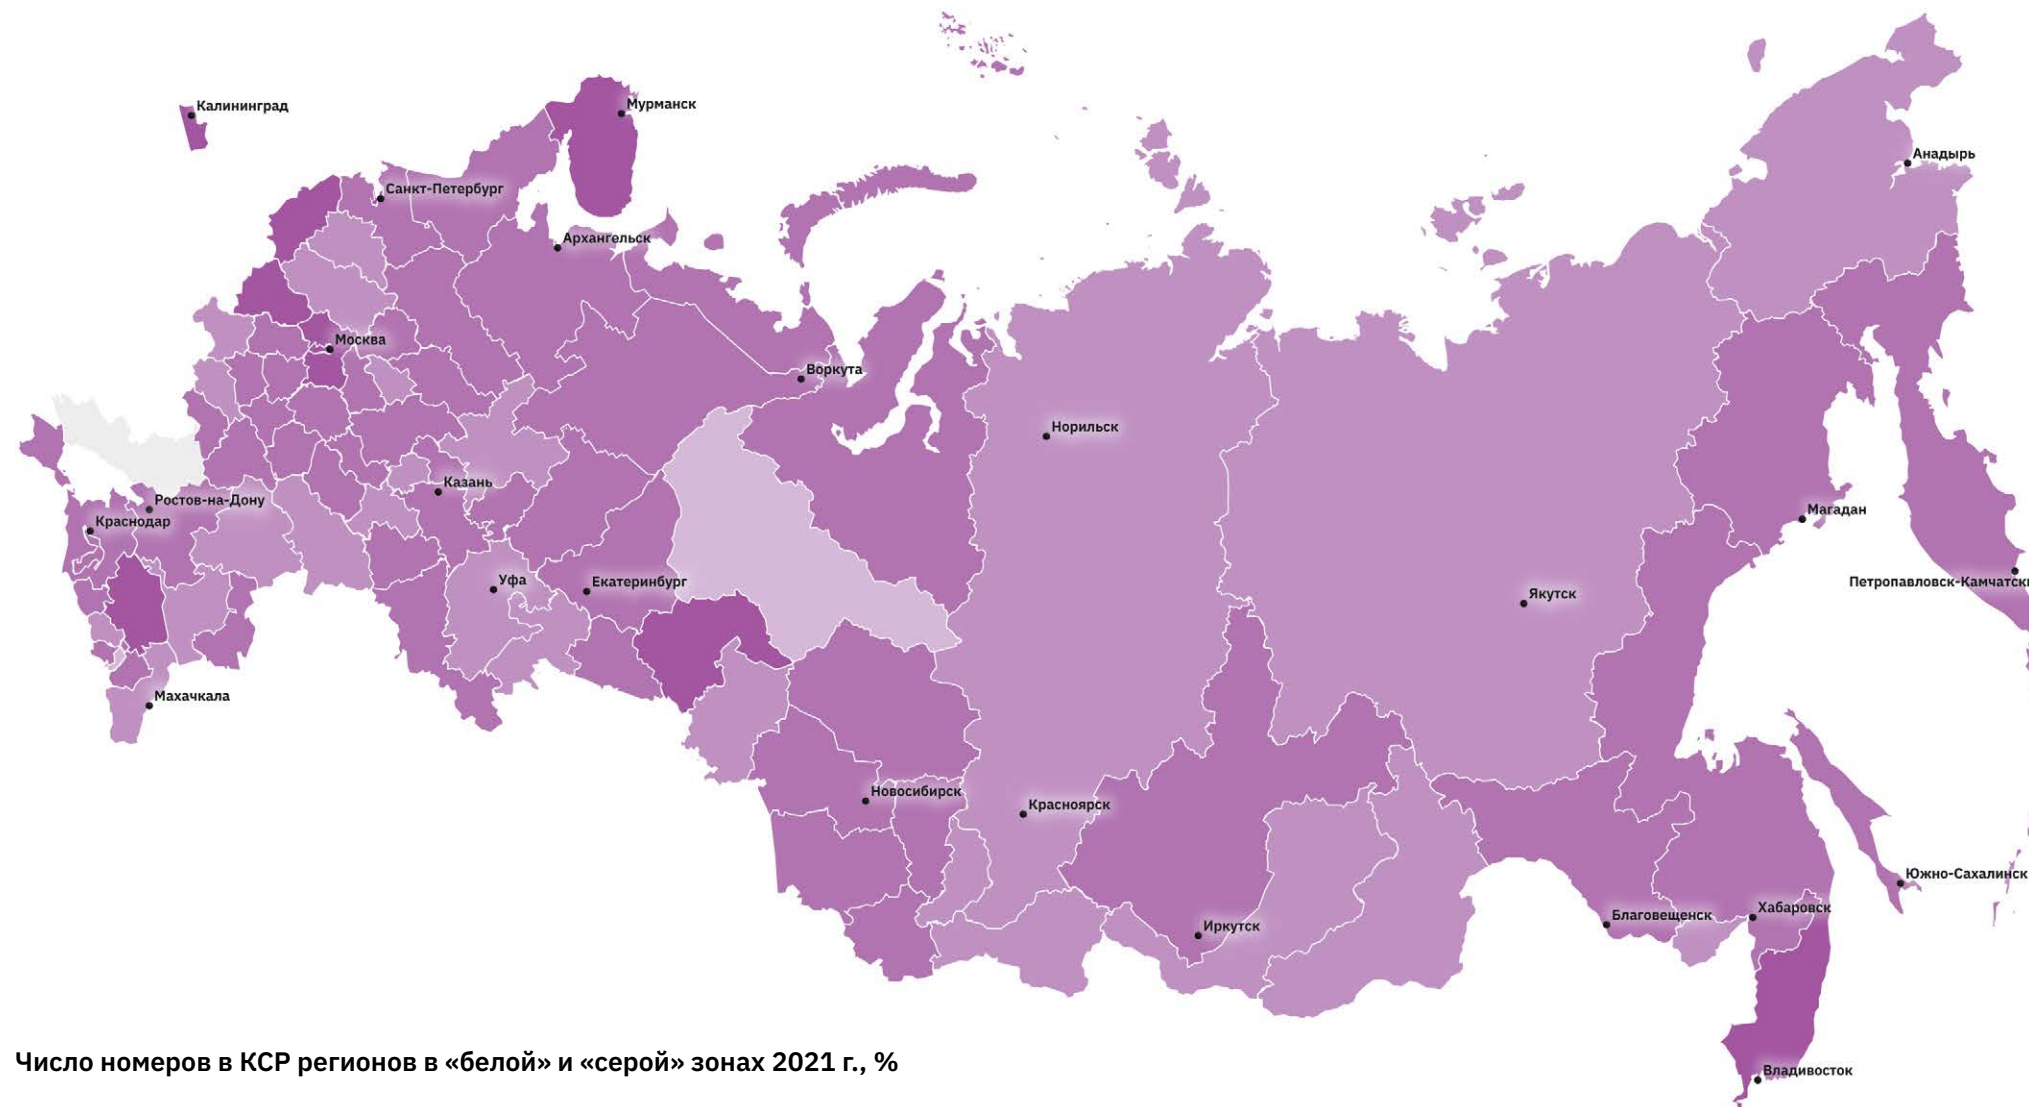 Калининград
Мурманск
Анадырь
Санкт-Петербург
Архангельск
Москва
Воркута
Норильск
Казань
Ростов-на-Дону
Магадан
Краснодар
Уфа
Екатеринбург
Петропавловск-Камчатски
Якутск
Махачкала
Новосибирск
Красноярск
Южно-Сахалинск
Хабаровск
Благовещенск
Иркутск
Число номеров в КСР регионов в «белой» и «серой» зонах 2021 г., %
Владивосток